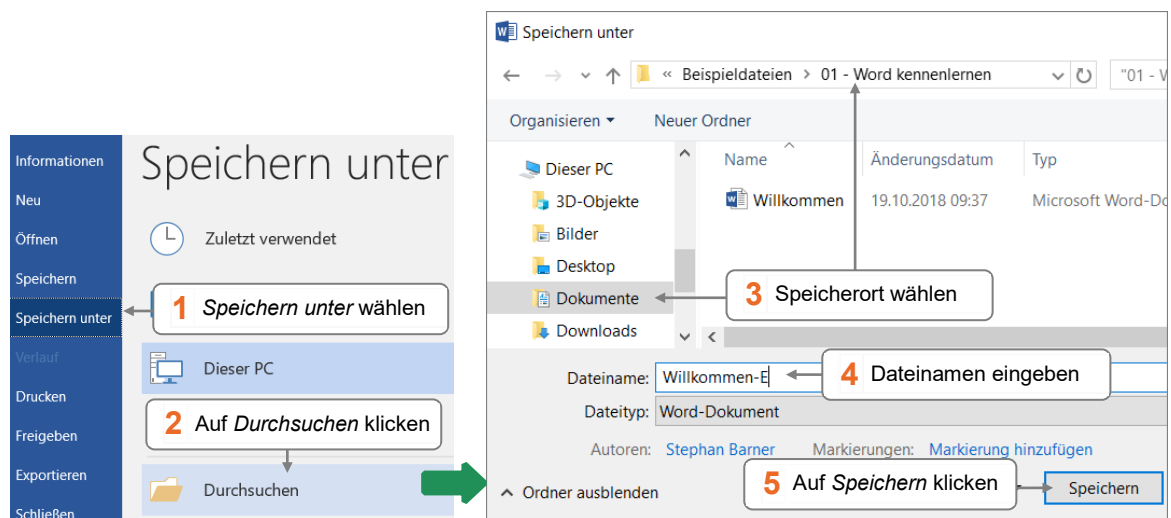 Informationen
Neu
Öffnen
Speichern
Speichern unter
Verlauf
Drucken
Freigeben
Exportieren
Schließen
Speichern unter
Zuletzt verwendet
1 Speichern unter wählen
Dieser PC
2 Auf Durchsuchen klicken
Durchsuchen
Speichern unter
« Beispieldateien > 01 - Word kennenlernen "01 - W
Organisieren Neuer Ordner
Name Änderungsdatum Typ
Dieser PC
3D-Objekte
Bilder
Desktop
Dokumente
Downloads
Willkommen 19.10.2018 09:37 Microsoft Word-Do
3 Speicherort wählen
Dateiname: Willkommen-E
4 Dateinamen eingeben
Dateityp: Word-Dokument
Autoren: Stephan Barner Markierungen: Markierung hinzufügen
Ordner ausblenden
5 Auf Speichern klicken
Speichern